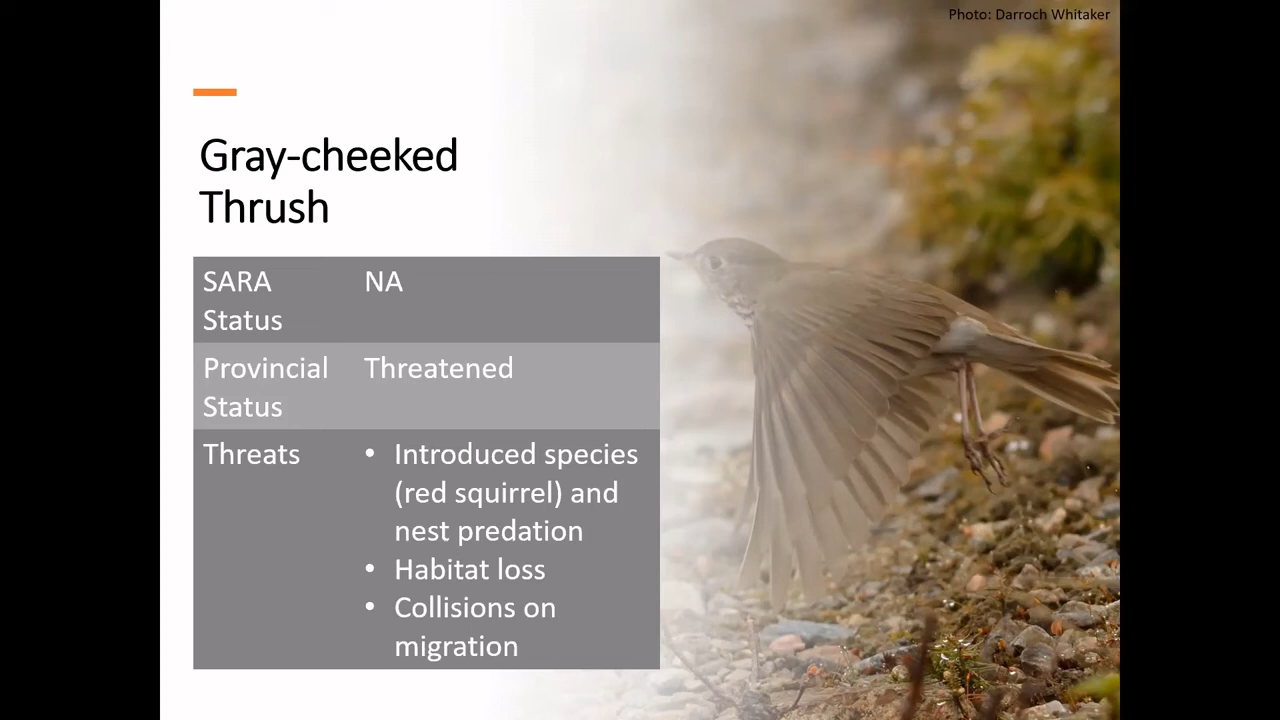 Photo: Darroch Whitaker
Gray-cheeked
Thrush
SARA
Status
NA
Provincial
Status
Threatened
Threats
• Introduced species
(red squirrel) and
nest predation
• Habitat loss
• Collisions on
migration